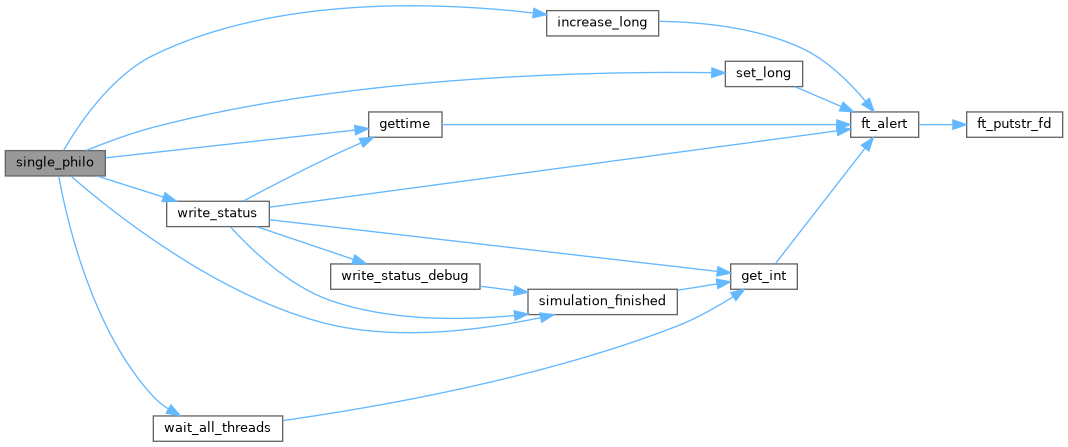 increase_long
set_long
gettime
ft_alert
ft_putstr_fd
single_philo
write_status
write_status_debug
get_int
simulation_finished
wait_all_threads